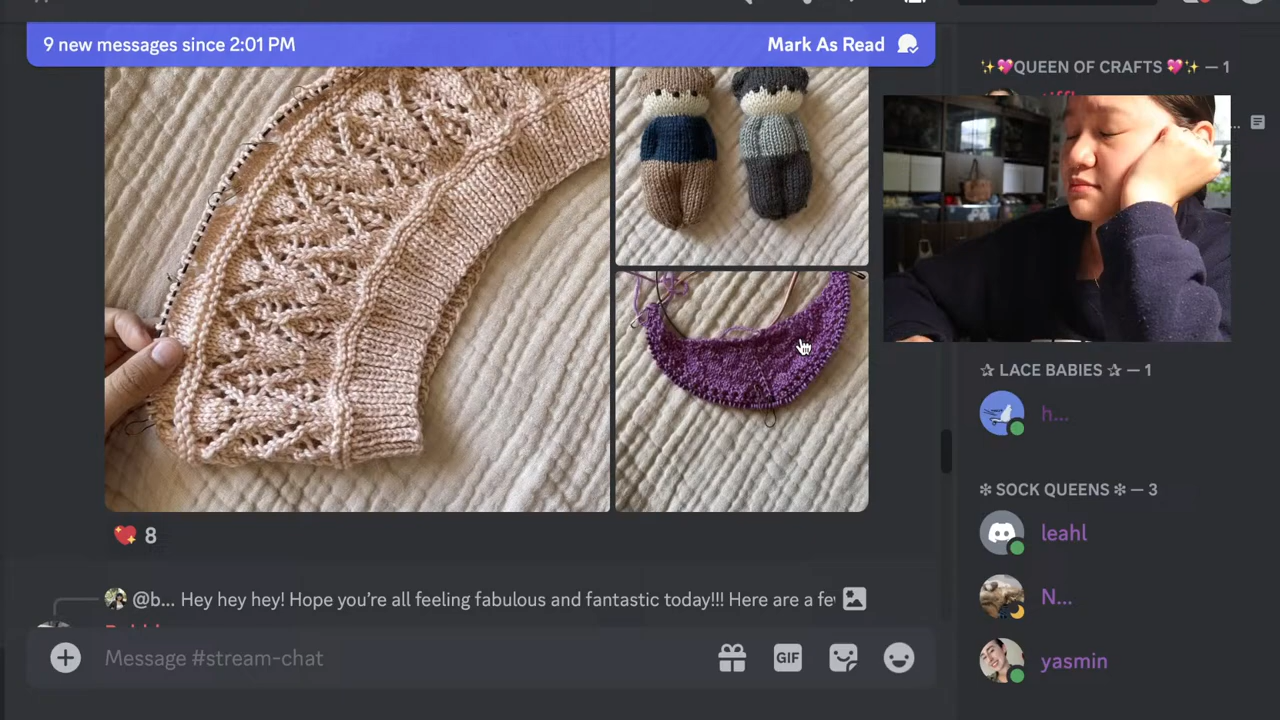 9 new messages since 2:01 PM
Mark As Read
✨💖QUEEN OF CRAFTS 💖✨ — 1
✰ LACE BABIES ✰ — 1
h...
❇ SOCK QUEENS ❇ — 3
leahl
N...
yasmin
💖 8
@b... Hey hey hey! Hope you're all feeling fabulous and fantastic today!!! Here are a few
Message #stream-chat
GIF